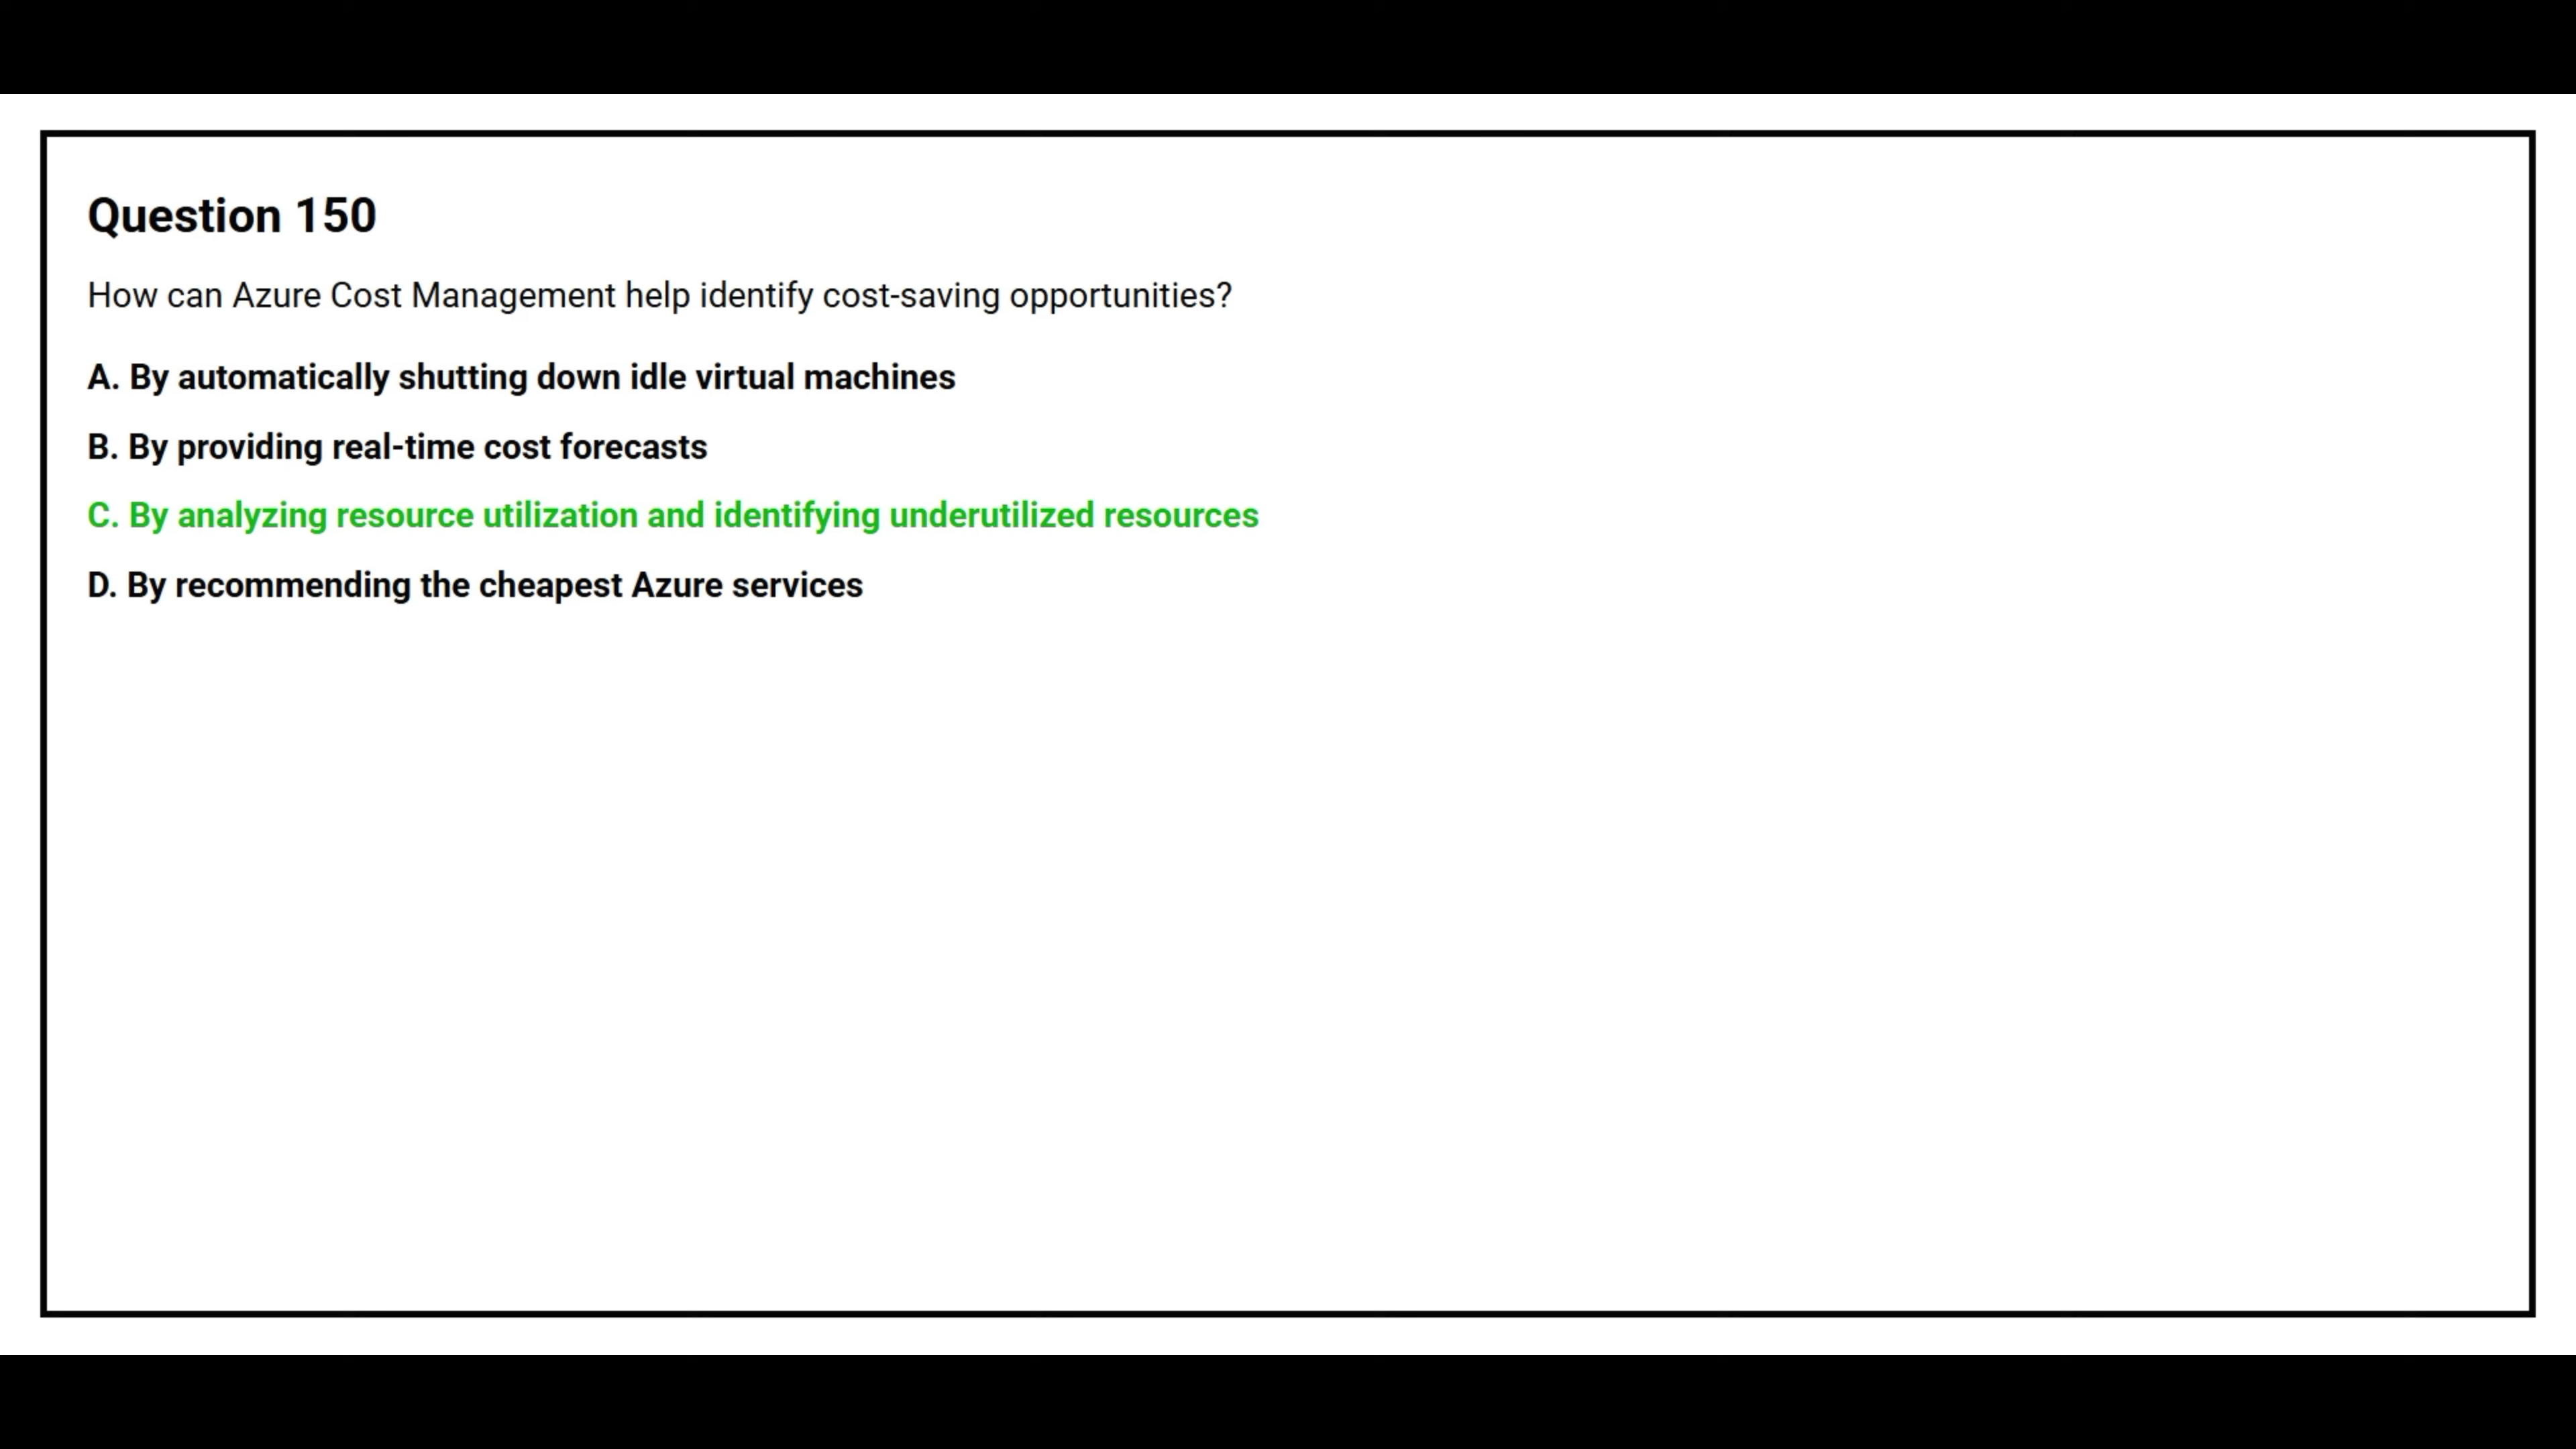 Question 150
How can Azure Cost Management help identify cost-saving opportunities?
A. By automatically shutting down idle virtual machines
B. By providing real-time cost forecasts
C. By analyzing resource utilization and identifying underutilized resources
D. By recommending the cheapest Azure services